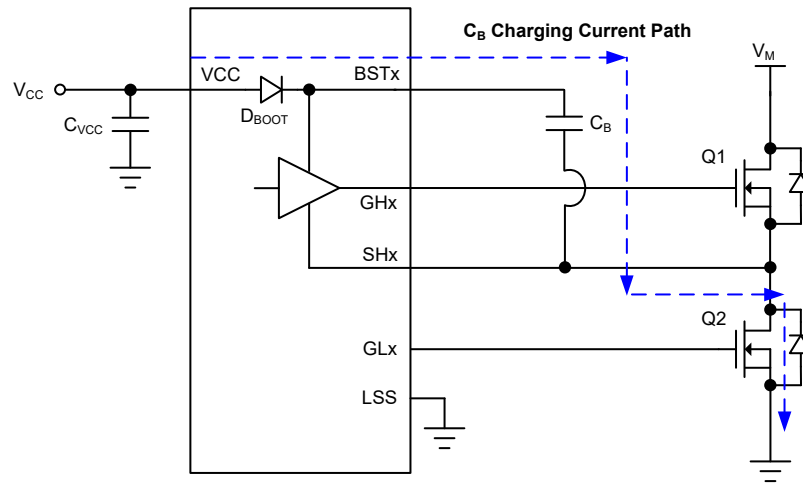 C_B Charging Current Path
V_M
VCC
BSTx
V_CC
D_BOOT
C_VCC
C_B
Q1
GHx
SHx
Q2
GLx
LSS